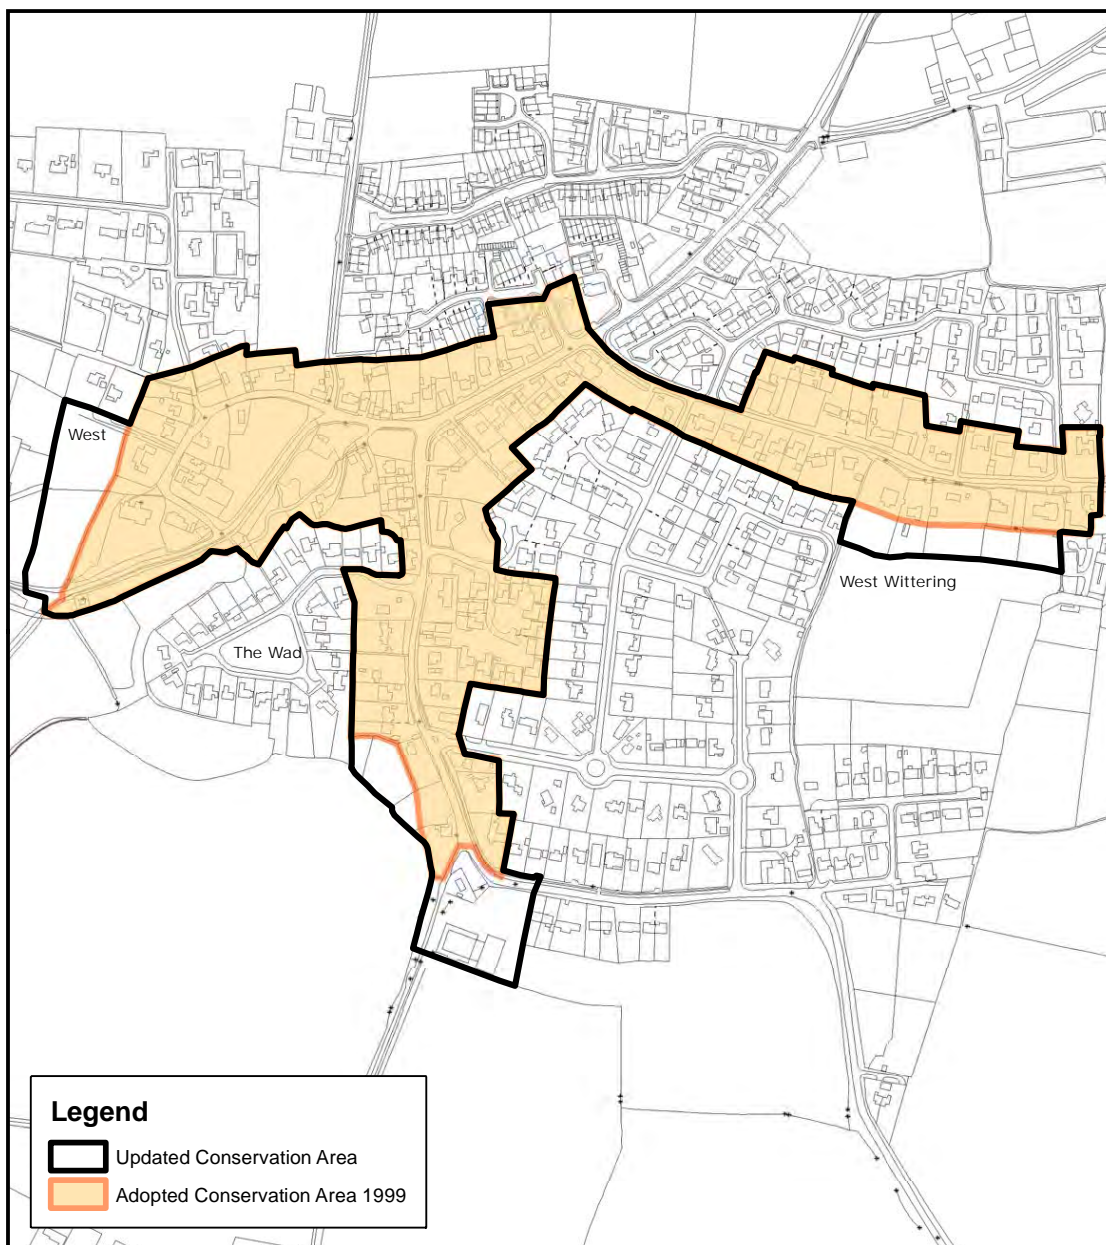 West
West Wittering
The Wad
Legend
Updated Conservation Area
Adopted Conservation Area 1999